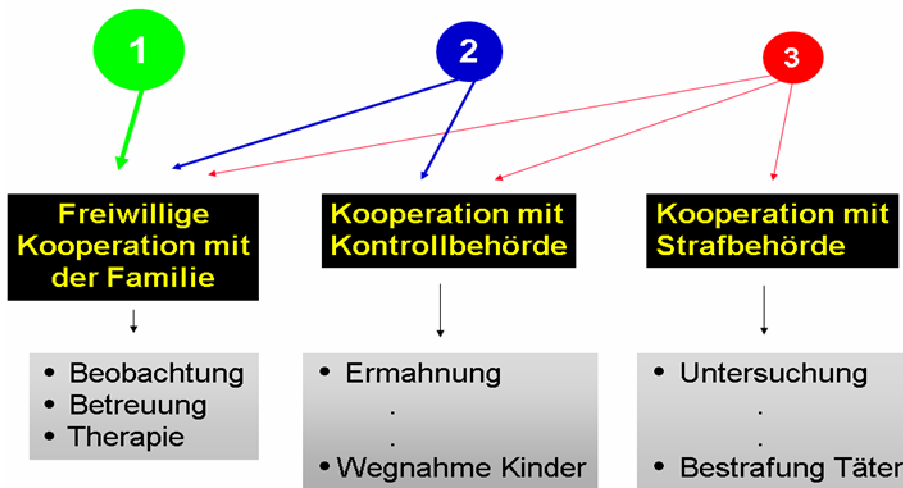 1
2
3
Freiwillige
Kooperation mit
der Familie
Kooperation mit
Kontrollbehörde
Kooperation mit
Strafbehörde
• Beobachtung
• Betreuung
• Therapie
• Ermahnung
.
.
• Wegnahme Kinder
• Untersuchung
.
.
• Bestrafung Täter